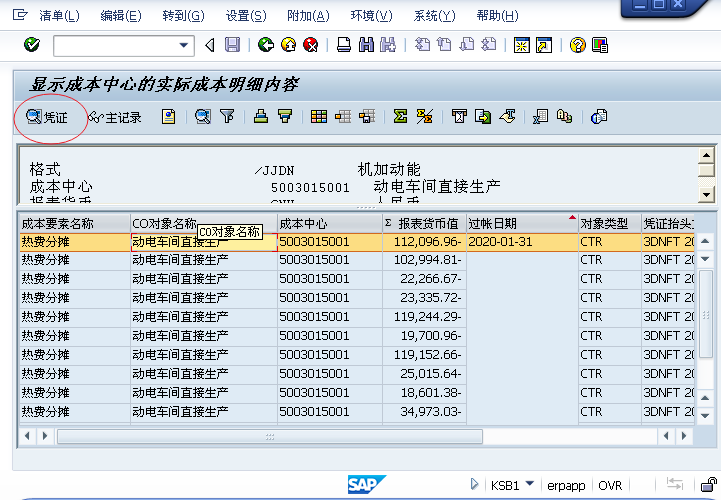 清单(L) 编辑(E) 转到(G) 设置(S) 附加(A) 环境(V) 系统(Y) 帮助(H)
显示成本中心的实际成本明细内容
凭证 主记录
格式 /JJDN 机加动能
成本中心 5003015001 动电车间直接生产
报表货币 CNY 人民币
成本要素名称 CO对象名称 成本中心 Σ 报表货币值 过帐日期 对象类型 凭证抬头文
CO对象名称
热费分摊 动电车间直接生产 5003015001 112,096.96- 2020-01-31 CTR 3DNFT 20
热费分摊 动电车间直接生产 5003015001 102,994.81- CTR 3DNFT 20
热费分摊 动电车间直接生产 5003015001 22,266.67- CTR 3DNFT 20
热费分摊 动电车间直接生产 5003015001 23,335.72- CTR 3DNFT 20
热费分摊 动电车间直接生产 5003015001 119,244.29- CTR 3DNFT 20
热费分摊 动电车间直接生产 5003015001 19,700.96- CTR 3DNFT 20
热费分摊 动电车间直接生产 5003015001 119,152.66- CTR 3DNFT 20
热费分摊 动电车间直接生产 5003015001 25,015.64- CTR 3DNFT 20
热费分摊 动电车间直接生产 5003015001 18,601.38- CTR 3DNFT 20
热费分摊 动电车间直接生产 5003015001 34,973.03- CTR 3DNFT 20
SAP KSB1 erpapp OVR